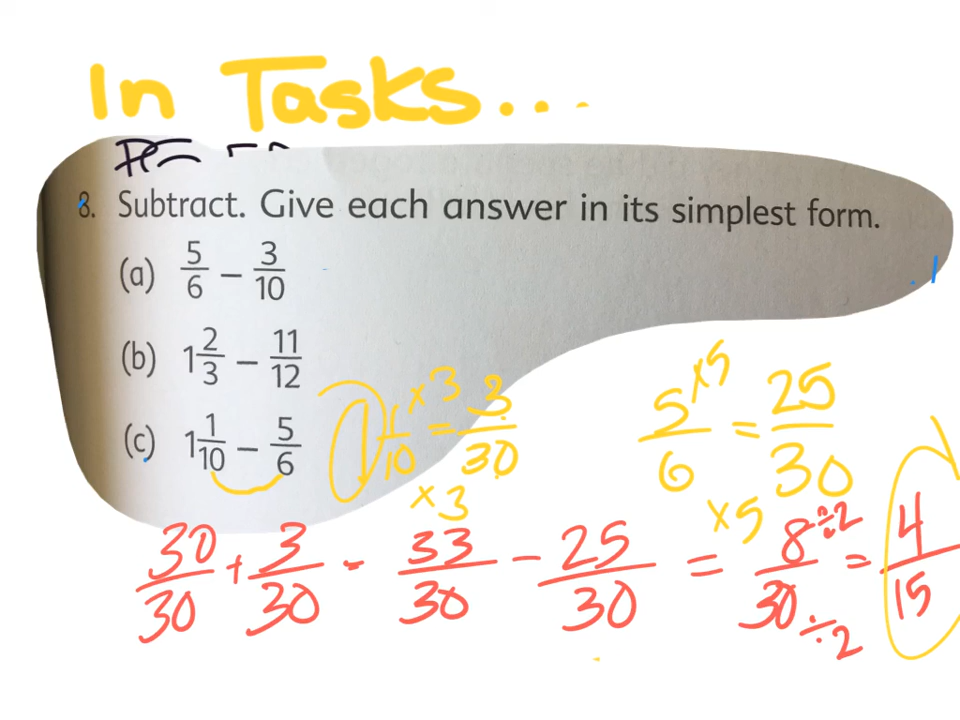 In Tasks...
8. Subtract. Give each answer in its simplest form.
(a) 5/6 − 3/10
(b) 1 2/3 − 11/12
(c) 1 1/10 − 5/6
1/10 ×3 ×3 = 3/30
5/6 ×5 ×5 = 25/30
30/30 + 3/30 - 33/30 − 25/30 = 8/30 ÷2 ÷2 = 4/15